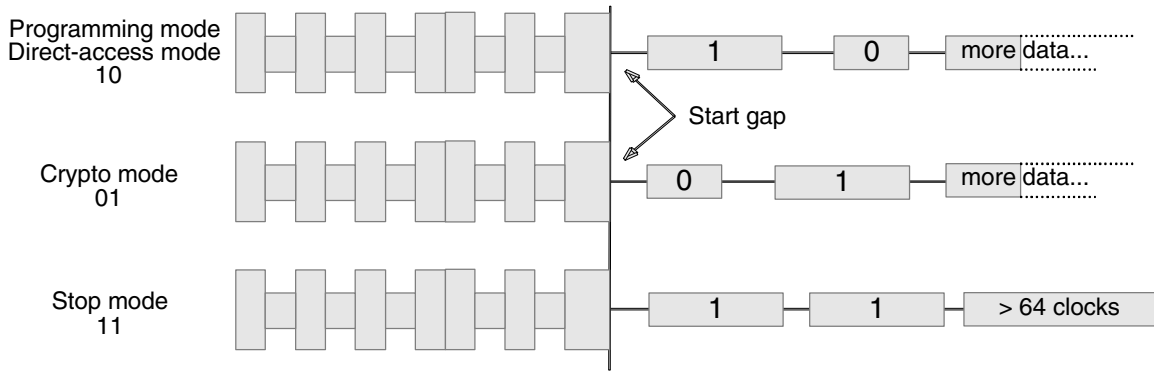 Programming mode
Direct-access mode
10
1 0 more data...
Start gap
Crypto mode
01
0 1 more data...
Stop mode
11
1 1 > 64 clocks